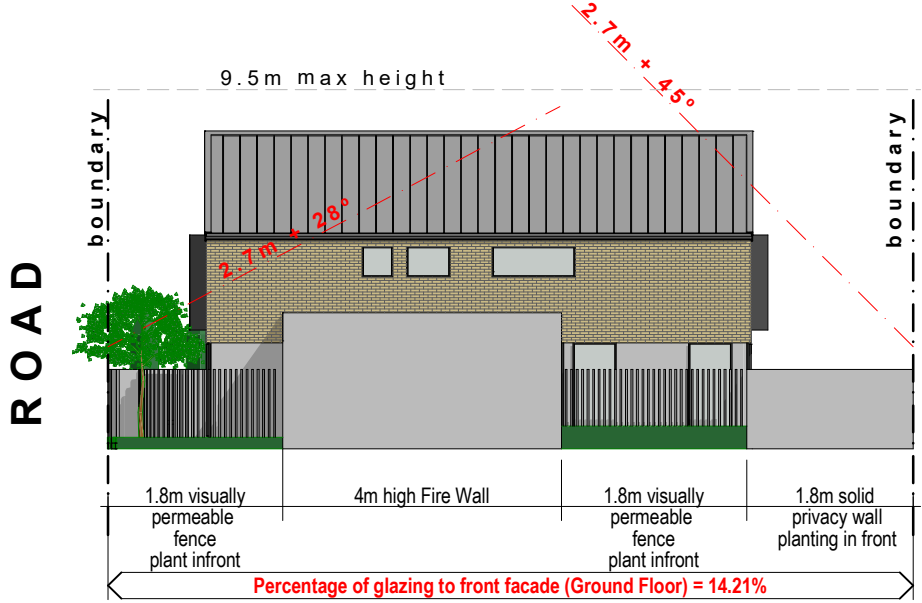 2.7m + 45°
9.5m max height
boundary
boundary
2.7m + 28°
ROAD
1.8m visually
permeable
fence
plant infront
4m high Fire Wall
1.8m visually
permeable
fence
plant infront
1.8m solid
privacy wall
planting in front
Percentage of glazing to front facade (Ground Floor) = 14.21%